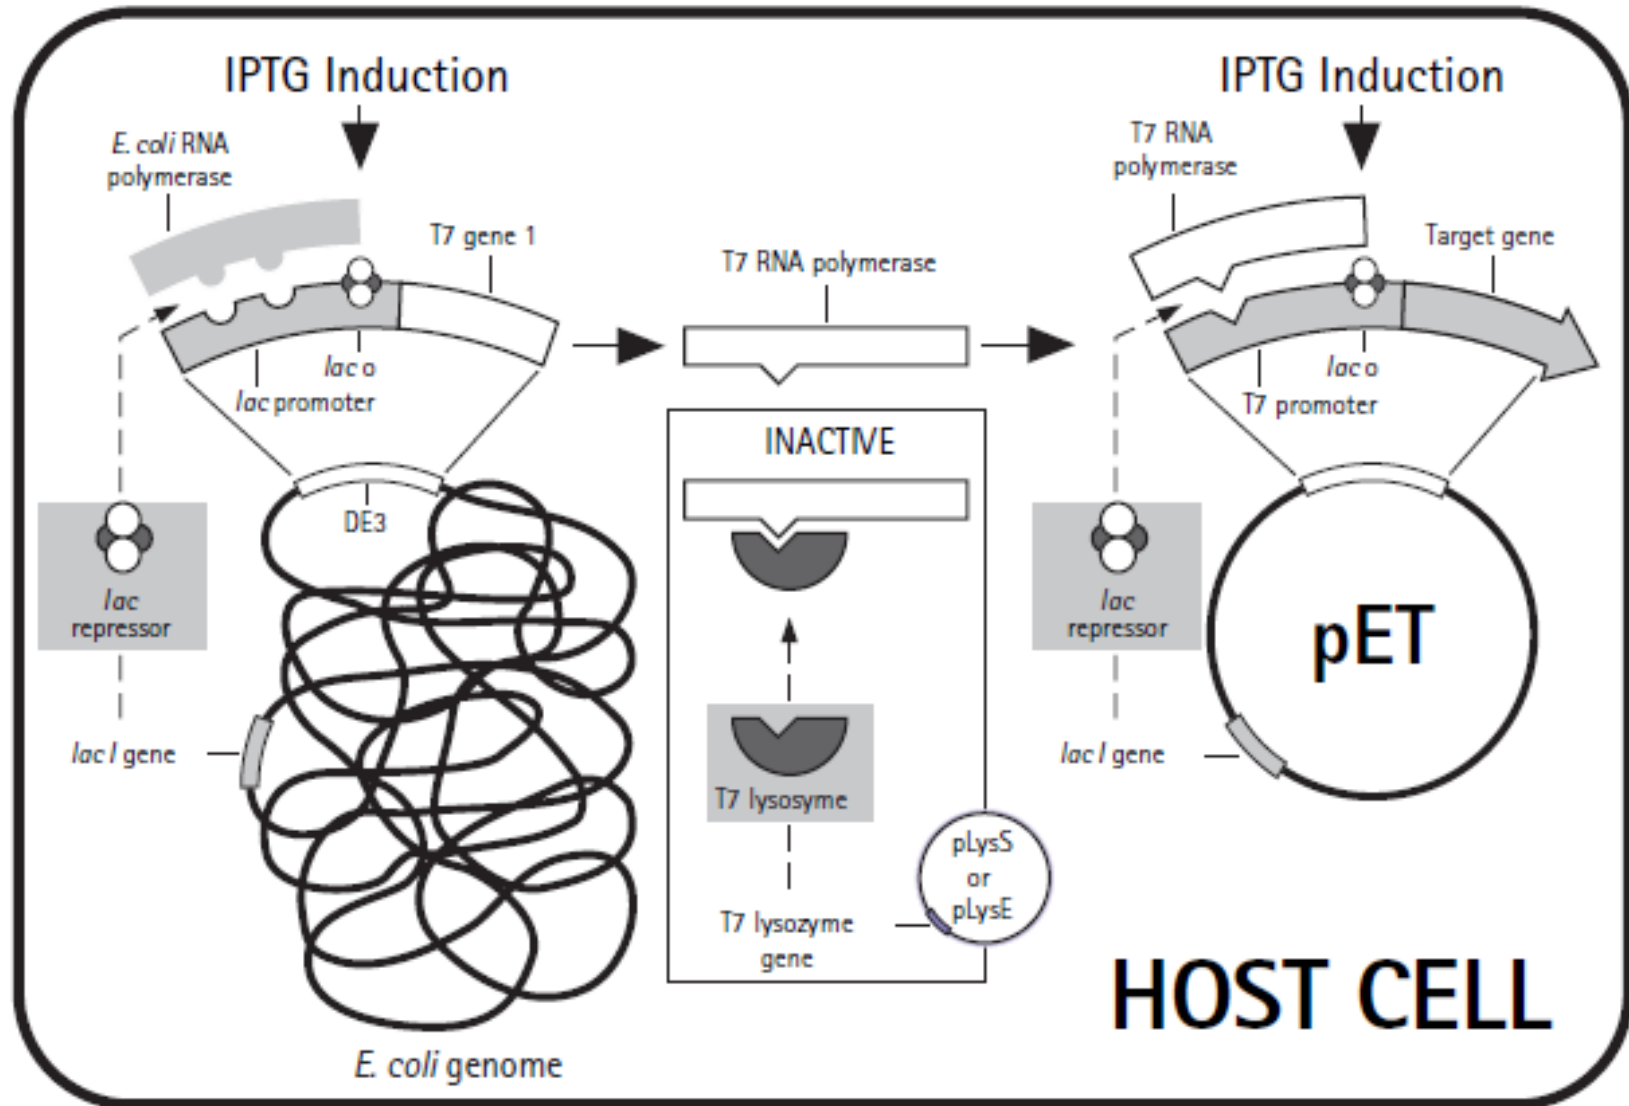 IPTG Induction
E. coli RNA
polymerase
T7 gene 1
lac o
lac promoter
DE3
lac
repressor
lac I gene
E. coli genome
T7 RNA polymerase
INACTIVE
T7 lysosyme
T7 lysozyme
gene
pLysS
or
pLysE
IPTG Induction
T7 RNA
polymerase
Target gene
lac o
T7 promoter
lac
repressor
lac I gene
pET
HOST CELL